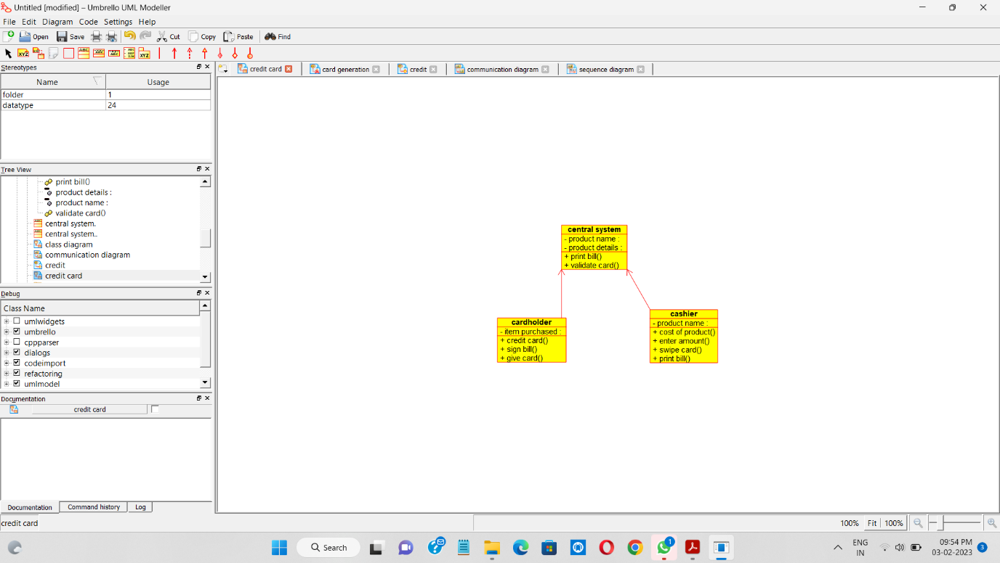 Untitled [modified] – Umbrello UML Modeller
File Edit Diagram Code Settings Help
Open Save Cut Copy Paste Find
Stereotypes
Name Usage
folder 1
datatype 24
credit card
card generation
credit
communication diagram
sequence diagram
Tree View
print bill()
product details :
product name :
validate card()
central system.
central system..
class diagram
communication diagram
credit
credit card
Debug
Class Name
umlwidgets
umbrello
cppparser
dialogs
codeimport
refactoring
umlmodel
Documentation
credit card
Documentation Command history Log
central system
- product name :
- product details :
+ print bill()
+ validate card()
cardholder
- item purchased :
+ credit card()
+ sign bill()
+ give card()
cashier
- product name :
+ cost of product()
+ enter amount()
+ swipe card()
+ print bill()
credit card
100% Fit 100%
Search
1
ENG
IN
09:54 PM
03-02-2023
3